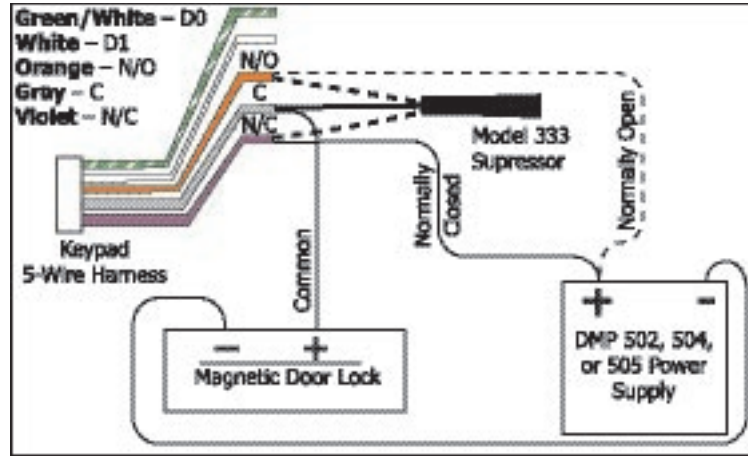 Green/White – D0
White – D1
Orange – N/O
Gray – C
Violet – N/C
N/O
C
N/C
Model 333
Supressor
Normally Open
Normally
Closed
Common
Keypad
5-Wire Harness
– +
Magnetic Door Lock
+ -
DMP 502, 504,
or 505 Power
Supply